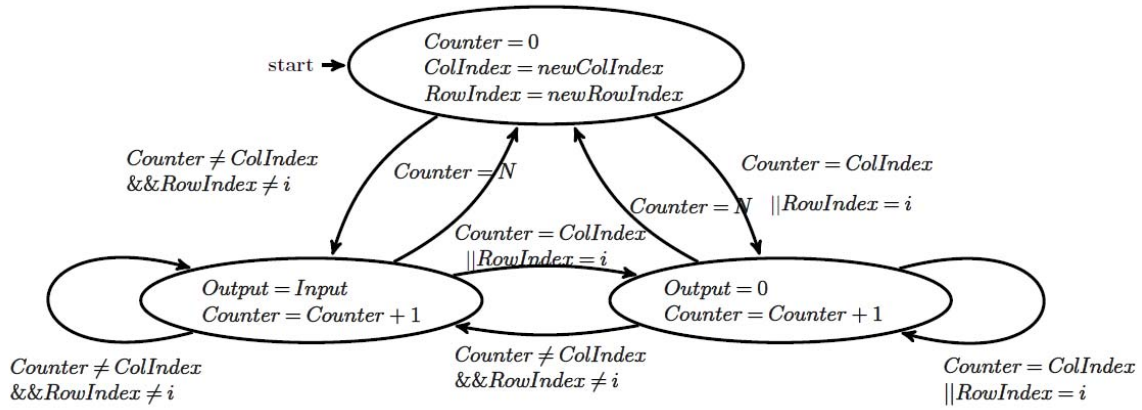 Counter = 0
start
ColIndex = newColIndex
RowIndex = newRowIndex
Counter ≠ ColIndex
&&RowIndex ≠ i
Counter = N
Counter = ColIndex
||RowIndex = i
Counter = N
Counter = ColIndex
||RowIndex = i
Output = Input
Counter = Counter + 1
Output = 0
Counter = Counter + 1
Counter ≠ ColIndex
&&RowIndex ≠ i
Counter ≠ ColIndex
&&RowIndex ≠ i
Counter = ColIndex
||RowIndex = i